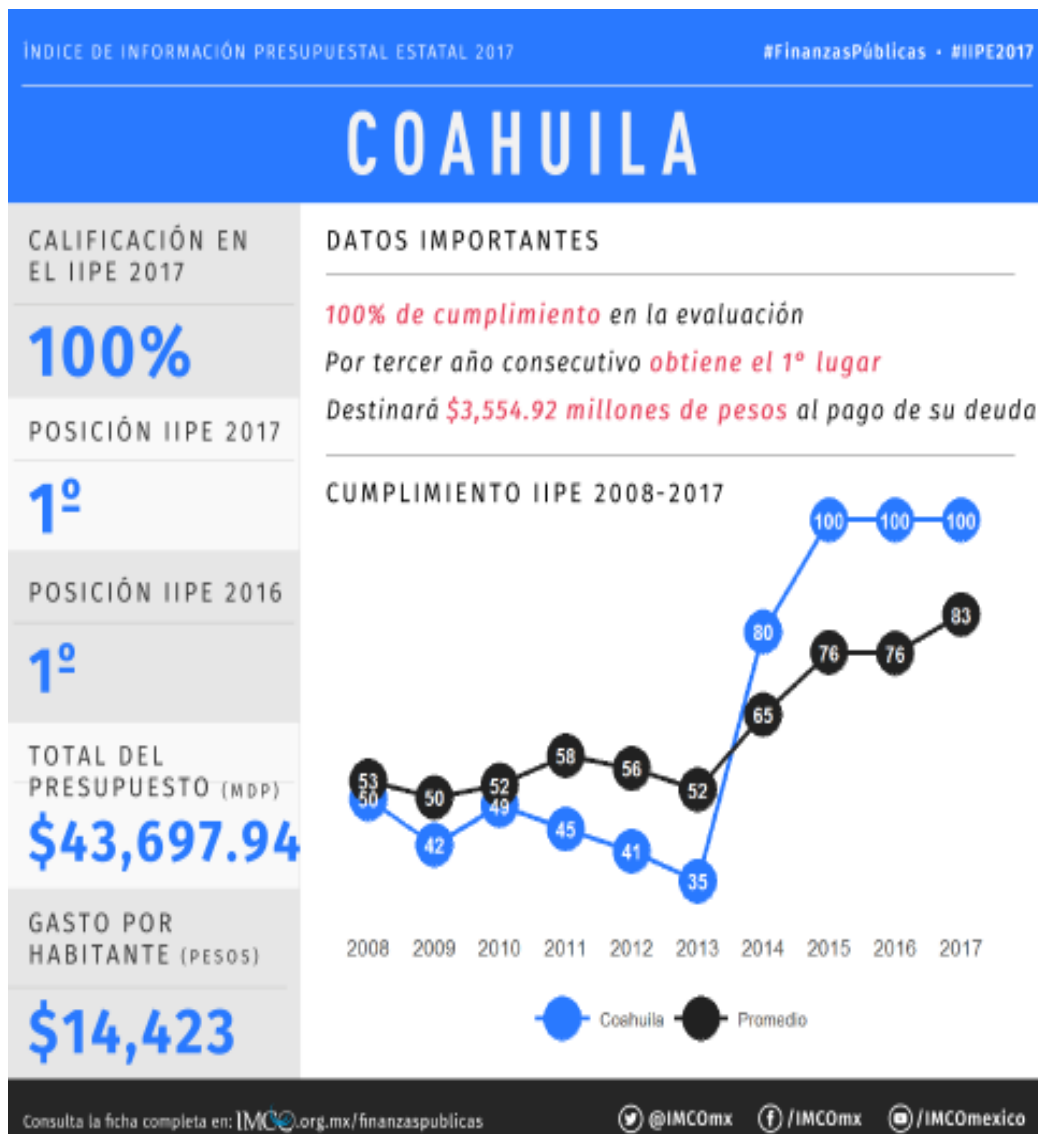 ÍNDICE DE INFORMACIÓN PRESUPUESTAL ESTATAL 2017
#FinanzasPúblicas • #IIPE2017
COAHUILA
CALIFICACIÓN EN
EL IIPE 2017
100%
POSICIÓN IIPE 2017
1º
POSICIÓN IIPE 2016
1º
TOTAL DEL
PRESUPUESTO (MDP)
$43,697.94
GASTO POR
HABITANTE (PESOS)
$14,423
DATOS IMPORTANTES
100% de cumplimiento en la evaluación
Por tercer año consecutivo obtiene el 1° lugar
Destinará $3,554.92 millones de pesos al pago de su deuda
CUMPLIMIENTO IIPE 2008-2017
100 100 100
80
83
76 76
65
53 50 52 58 56 52
50 42 49 45 41 35
2008 2009 2010 2011 2012 2013 2014 2015 2016 2017
Coahuila Promedio
Consulta la ficha completa en: IMCO.org.mx/finanzaspublicas
@IMCOmx /IMCOmx /IMCOmexico